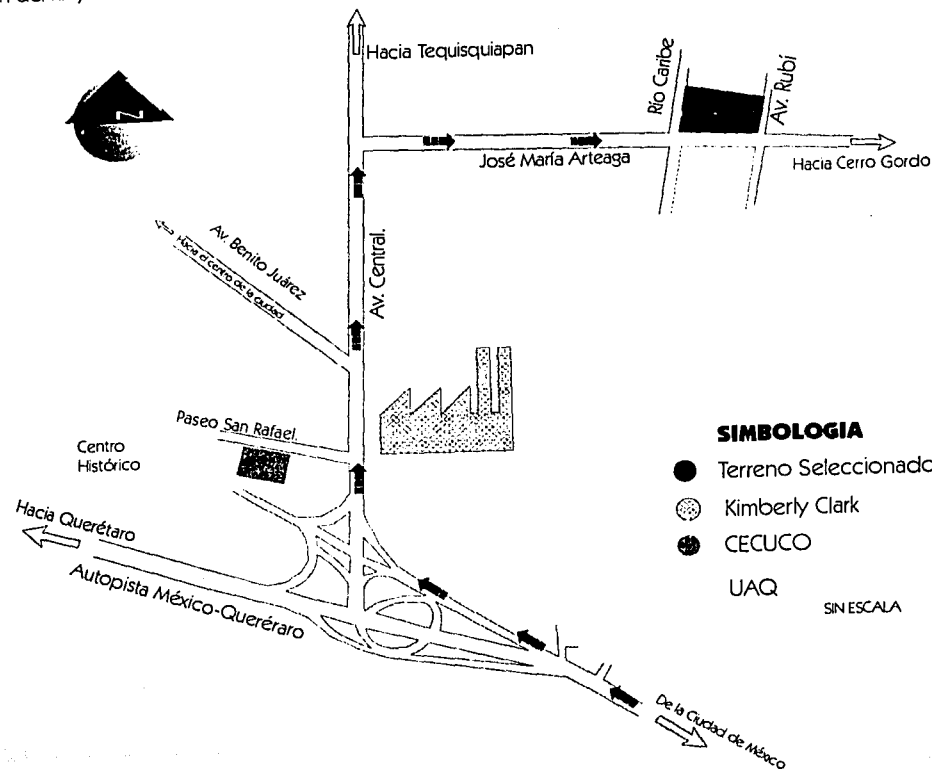 Hacia Tequisquiapan
Río Caribe
Av. Rubí
N
José María Arteaga
Hacia Cerro Gordo
Av. Benito Juárez
Hacia el centro de la ciudad
Av. Central.
Paseo San Rafael.
Centro
Histórico
Hacia Querétaro
Autopista México-Queréraro
SIMBOLOGIA
Terreno Seleccionado
Kimberly Clark
CECUCO
UAQ
SIN ESCALA
De la Ciudad de México